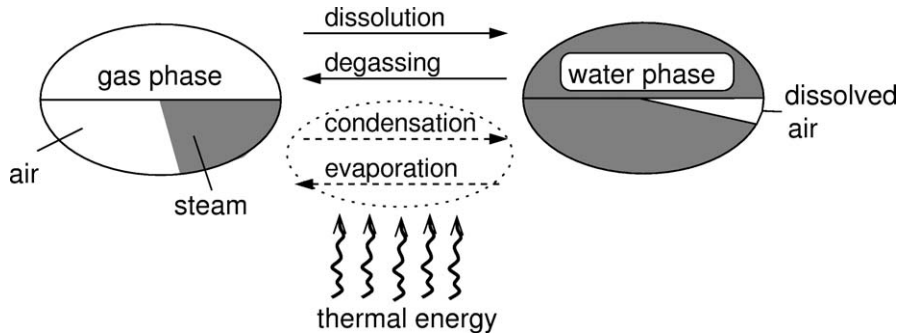 dissolution
gas phase
degassing
water phase
dissolved
air
condensation
air
evaporation
steam
thermal energy